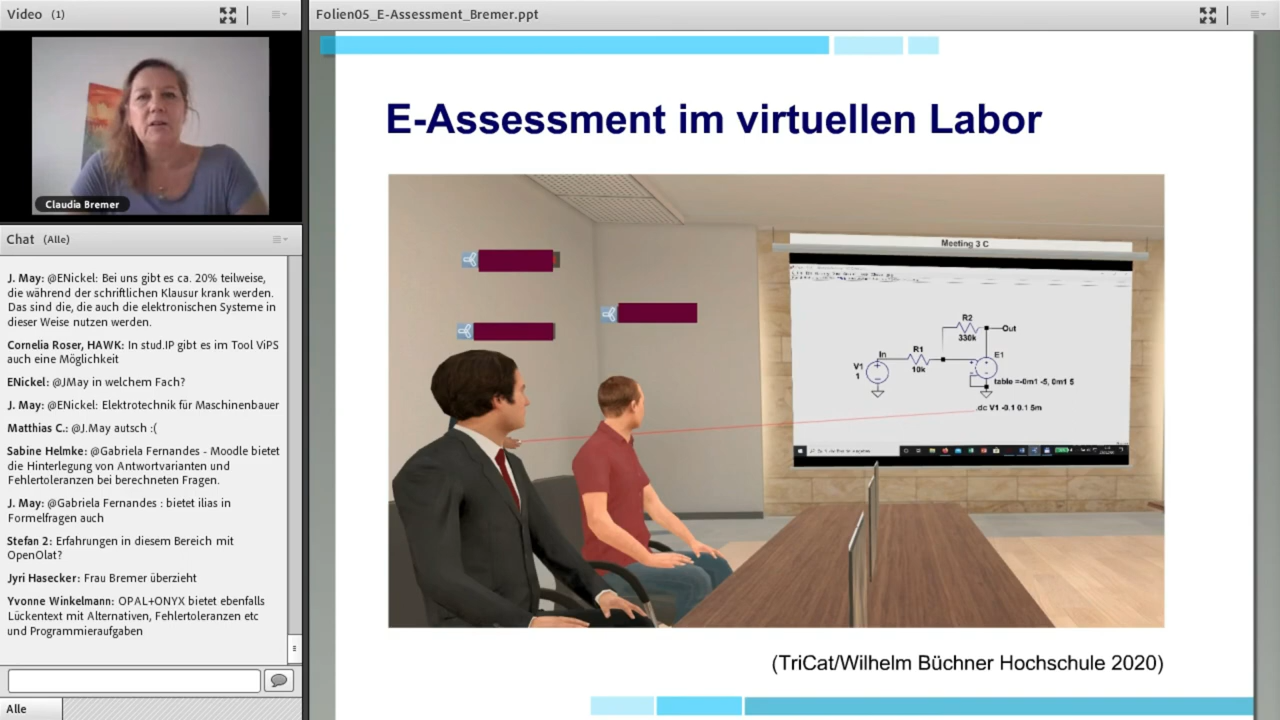 Video (1)
Folien05_E-Assessment_Bremer.ppt
Claudia Bremer
Chat (Alle)
J. May: @ENickel: Bei uns gibt es ca. 20% teilweise,
die während der schriftlichen Klausur krank werden.
Das sind die, die auch die elektronischen Systeme in
dieser Weise nutzen werden.
Cornelia Roser, HAWK: In stud.IP gibt es im Tool ViPS
auch eine Möglichkeit
ENickel: @JMay in welchem Fach?
J. May: @ENickel: Elektrotechnik für Maschinenbauer
Matthias C.: @J.May autsch :(
Sabine Helmke: @Gabriela Fernandes - Moodle bietet
die Hinterlegung von Antwortvarianten und
Fehlertoleranzen bei berechneten Fragen.
J. May: @Gabriela Fernandes : bietet ilias in
Formelfragen auch
Stefan 2: Erfahrungen in diesem Bereich mit
OpenOlat?
Jyri Hasecker: Frau Bremer überzieht
Yvonne Winkelmann: OPAL+ONYX bietet ebenfalls
Lückentext mit Alternativen, Fehlertoleranzen etc
und Programmieraufgaben
Alle
E-Assessment im virtuellen Labor
Meeting 3 C
R2
330k
Out
In
R1
10k
E1
V1
1
table =-0m1 -5, 0m1 5
.dc V1 -0.1 0.1 5m
(TriCat/Wilhelm Büchner Hochschule 2020)